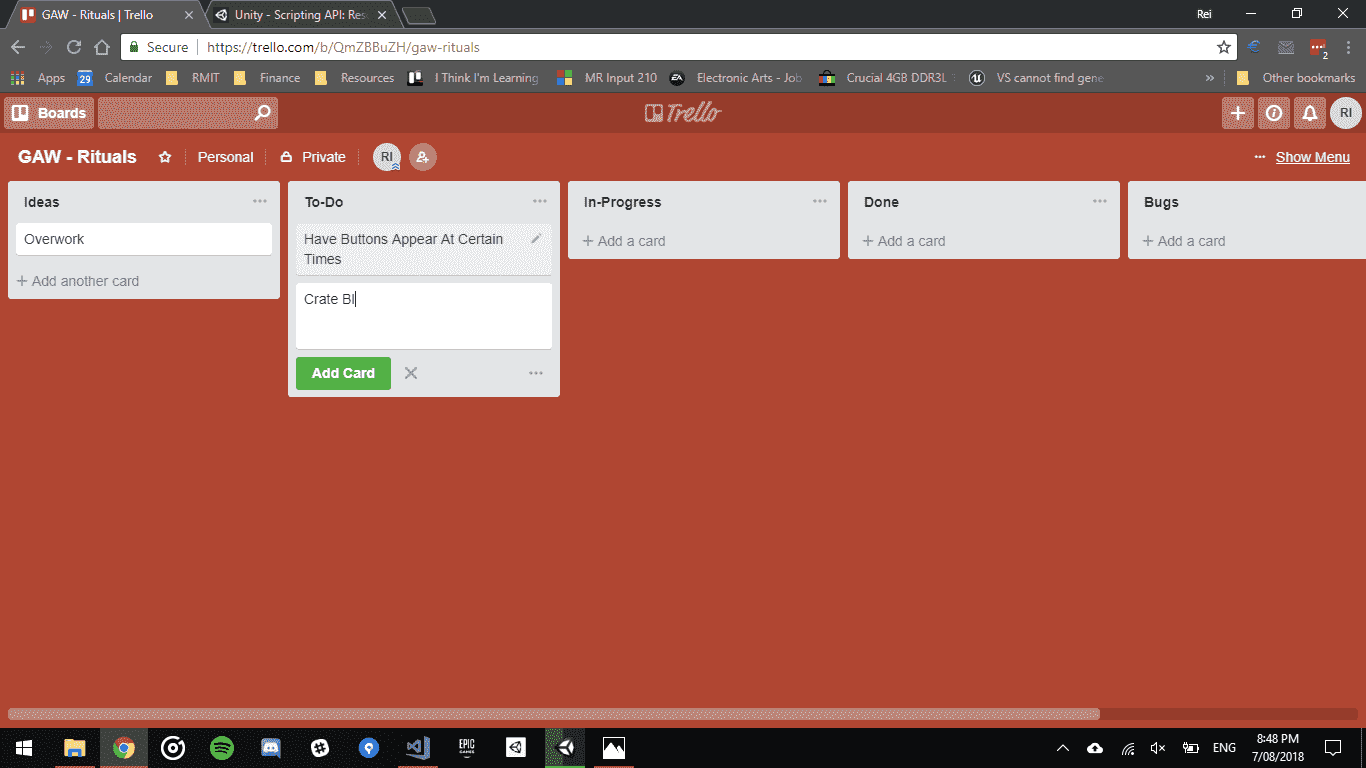 GAW - Rituals | Trello
Unity - Scripting API: Res
Rei
Secure
https://trello.com/b/QmZBBuZH/gaw-rituals
2
Apps
29
Calendar
RMIT
Finance
Resources
I Think I'm Learning
MR Input 210
EA
Electronic Arts - Job
Crucial 4GB DDR3L
VS cannot find gene
»
Other bookmarks
Boards
Trello
RI
GAW - Rituals
Personal
Private
RI
Show Menu
Ideas
To-Do
In-Progress
Done
Bugs
Overwork
Have Buttons Appear At Certain
Times
+ Add a card
+ Add a card
+ Add a card
+ Add another card
Crate Bl
Add Card
EPIC
GAMES
ENG
8:48 PM
7/08/2018